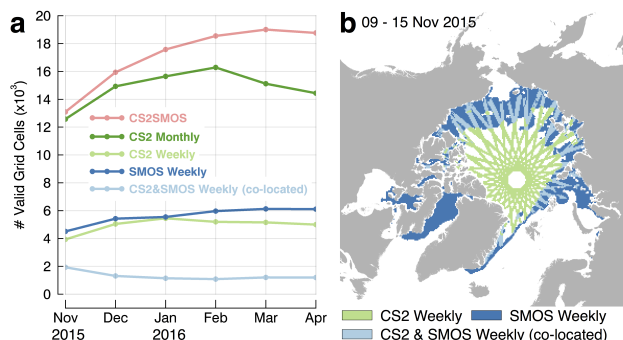 a
# Valid Grid Cells (x10³)
20
18
16
14
12
10
8
6
4
2
0
CS2SMOS
CS2 Monthly
CS2 Weekly
SMOS Weekly
CS2&SMOS Weekly (co-located)
Nov Dec Jan Feb Mar Apr
2015 2016
b 09 - 15 Nov 2015
CS2 Weekly SMOS Weekly
CS2 & SMOS Weekly (co-located)